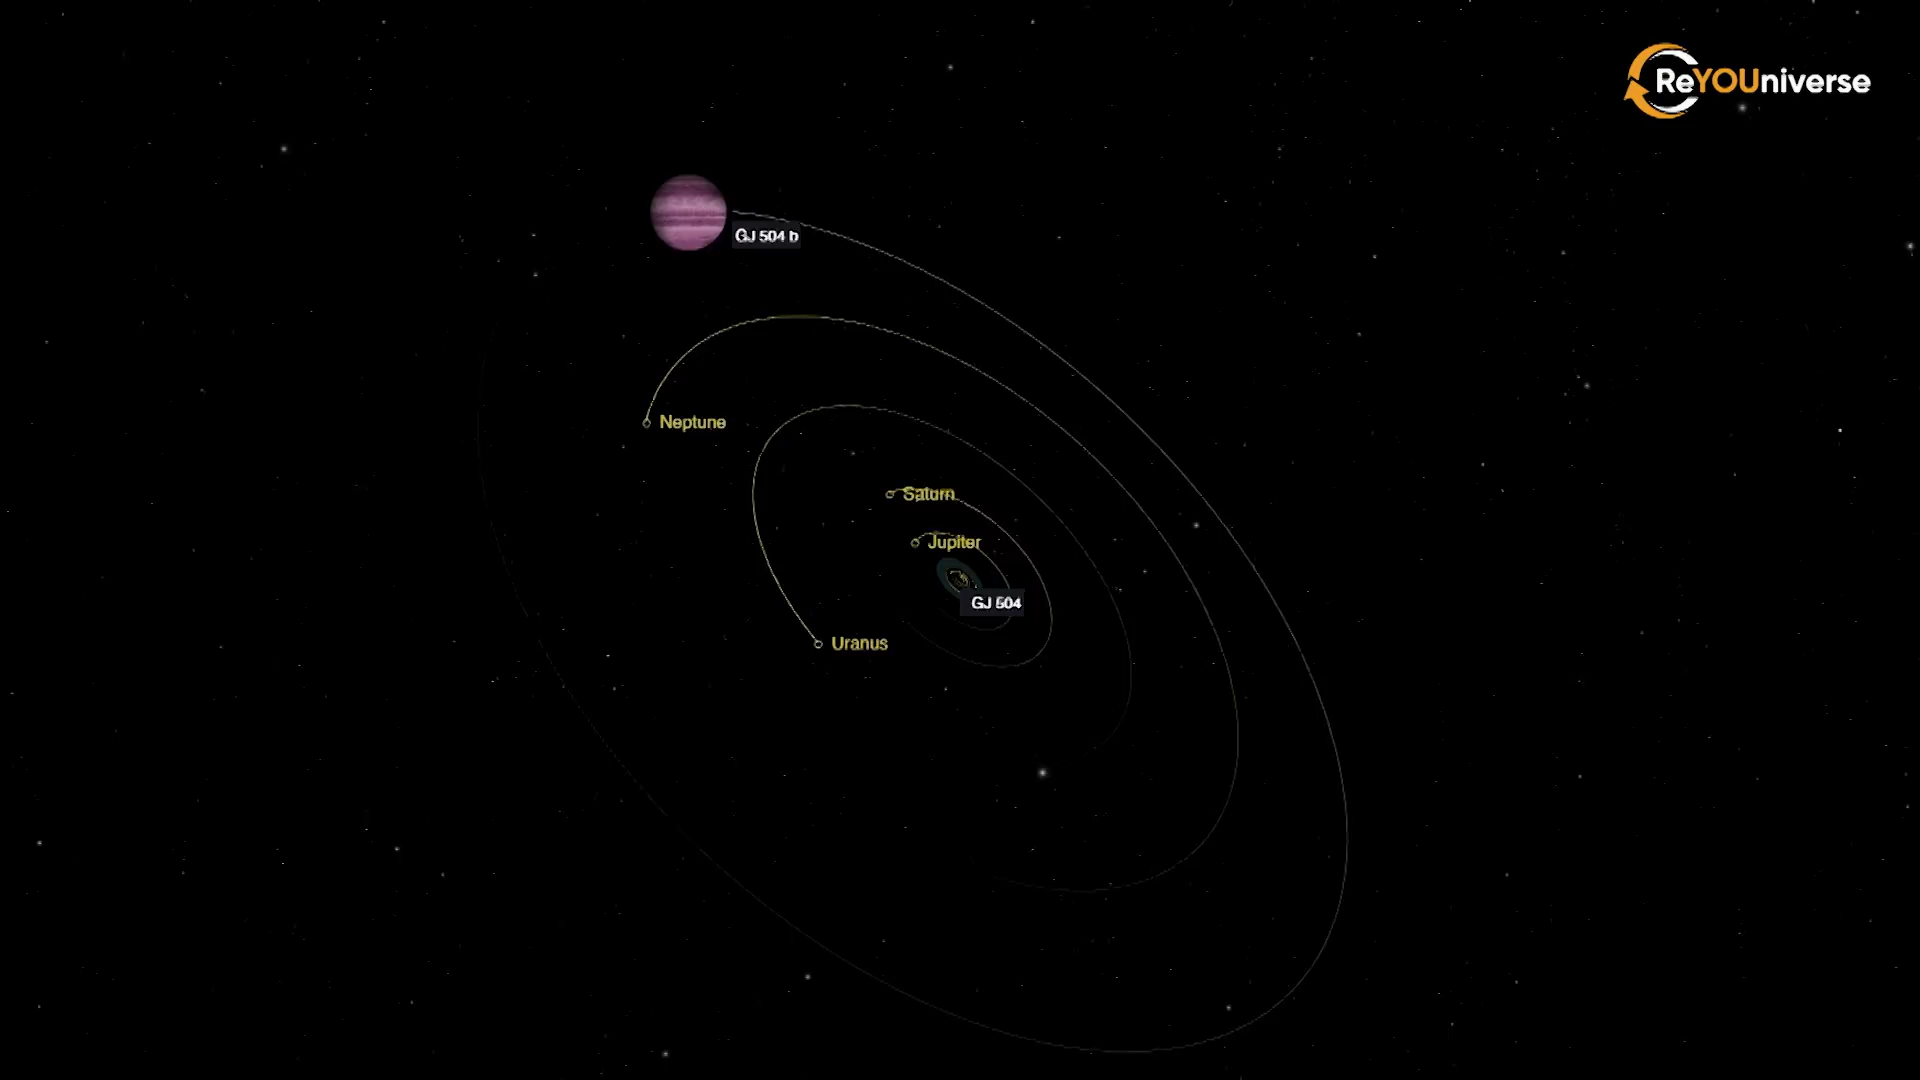 ReYOUniverse
GJ 504 b
Neptune
Saturn
Jupiter
GJ 504
Uranus